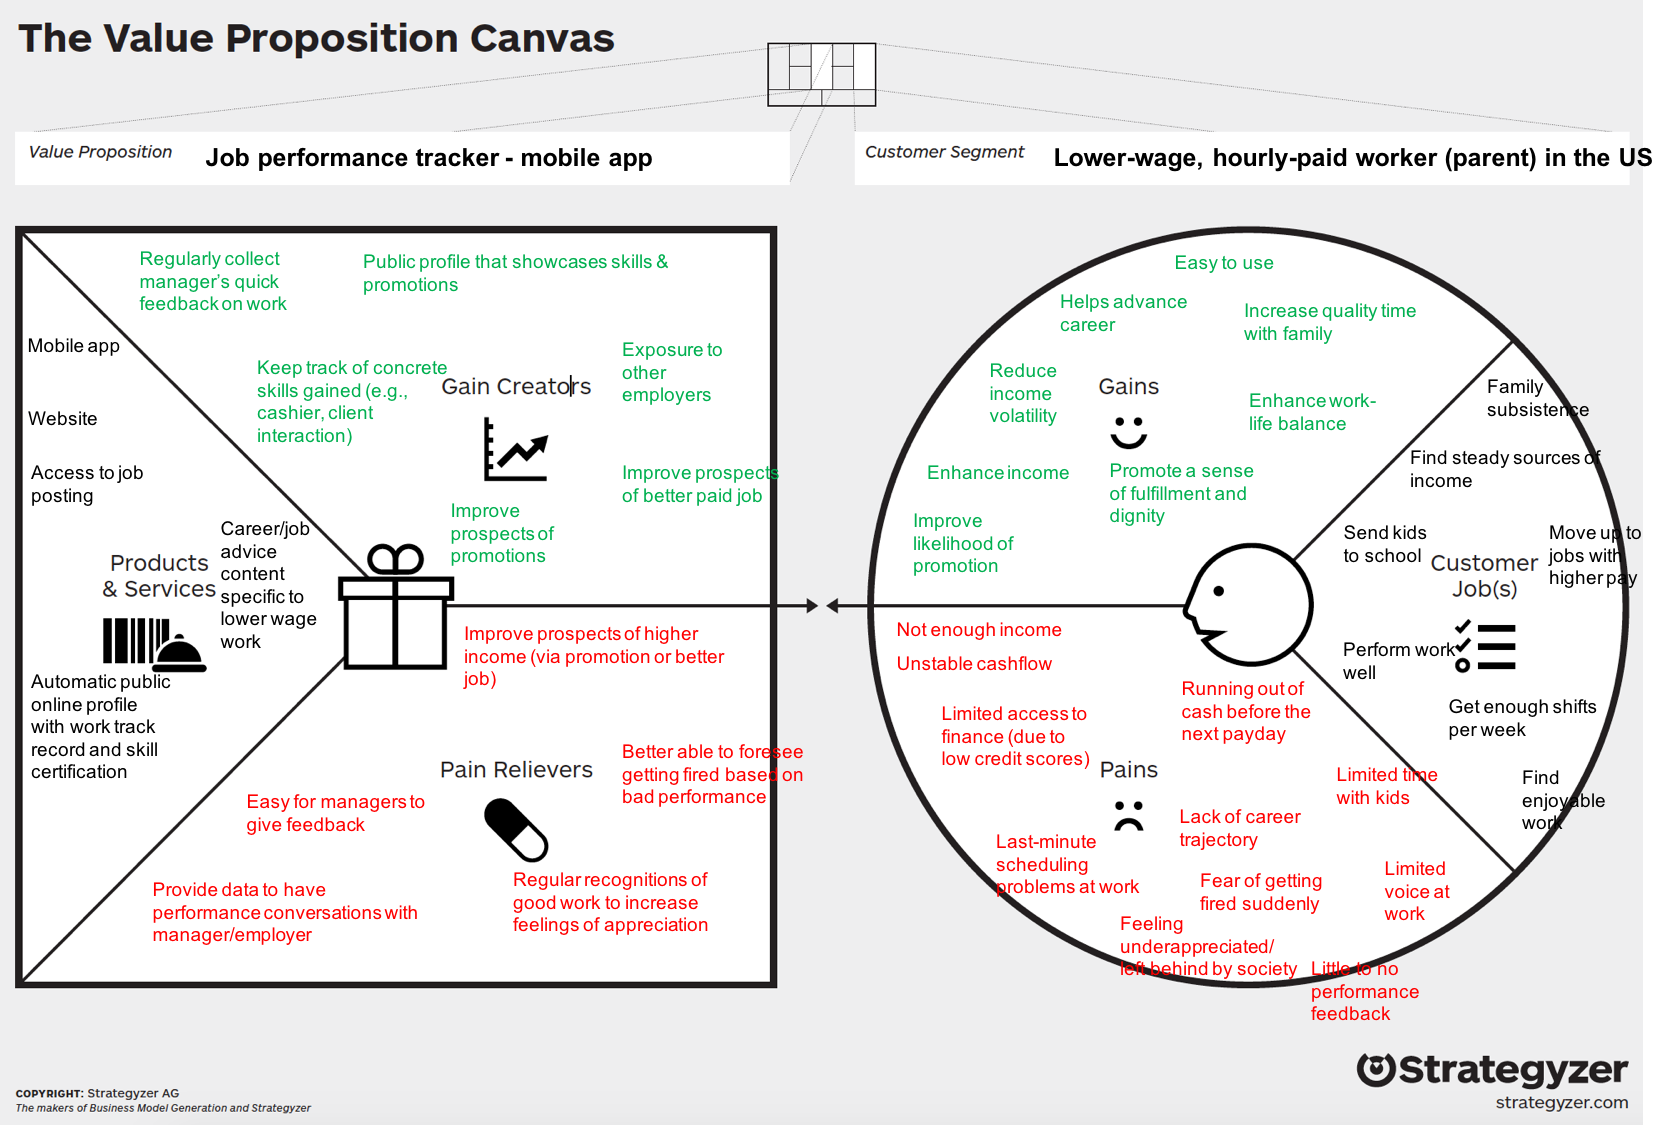 The Value Proposition Canvas
Value Proposition
Job performance tracker - mobile app
Customer Segment
Lower-wage, hourly-paid worker (parent) in the US
Regularly collect
manager's quick
feedback on work
Public profile that showcases skills &
promotions
Mobile app
Website
Access to job
posting
Keep track of concrete
skills gained (e.g.,
cashier, client
interaction)
Gain Creators
Exposure to
other
employers
Improve prospects
of better paid job
Improve
prospects of
promotions
Career/job
advice
content
specific to
lower wage
work
Products
& Services
Automatic public
online profile
with work track
record and skill
certification
Improve prospects of higher
income (via promotion or better
job)
Pain Relievers
Better able to foresee
getting fired based on
bad performance
Easy for managers to
give feedback
Provide data to have
performance conversations with
manager/employer
Regular recognitions of
good work to increase
feelings of appreciation
Easy to use
Helps advance
career
Increase quality time
with family
Reduce
income
volatility
Gains
Enhance work-
life balance
Enhance income
Promote a sense
of fulfillment and
dignity
Improve
likelihood of
promotion
Family
subsistence
Find steady sources of
income
Send kids
to school
Move up to
jobs with
higher pay
Customer
Job(s)
Perform work
well
Get enough shifts
per week
Find
enjoyable
work
Not enough income
Unstable cashflow
Running out of
cash before the
next payday
Limited access to
finance (due to
low credit scores)
Pains
Limited time
with kids
Lack of career
trajectory
Last-minute
scheduling
problems at work
Fear of getting
fired suddenly
Limited
voice at
work
Feeling
underappreciated/
left behind by society
Little to no
performance
feedback
COPYRIGHT: Strategyzer AG
The makers of Business Model Generation and Strategyzer
Strategyzer
strategyzer.com